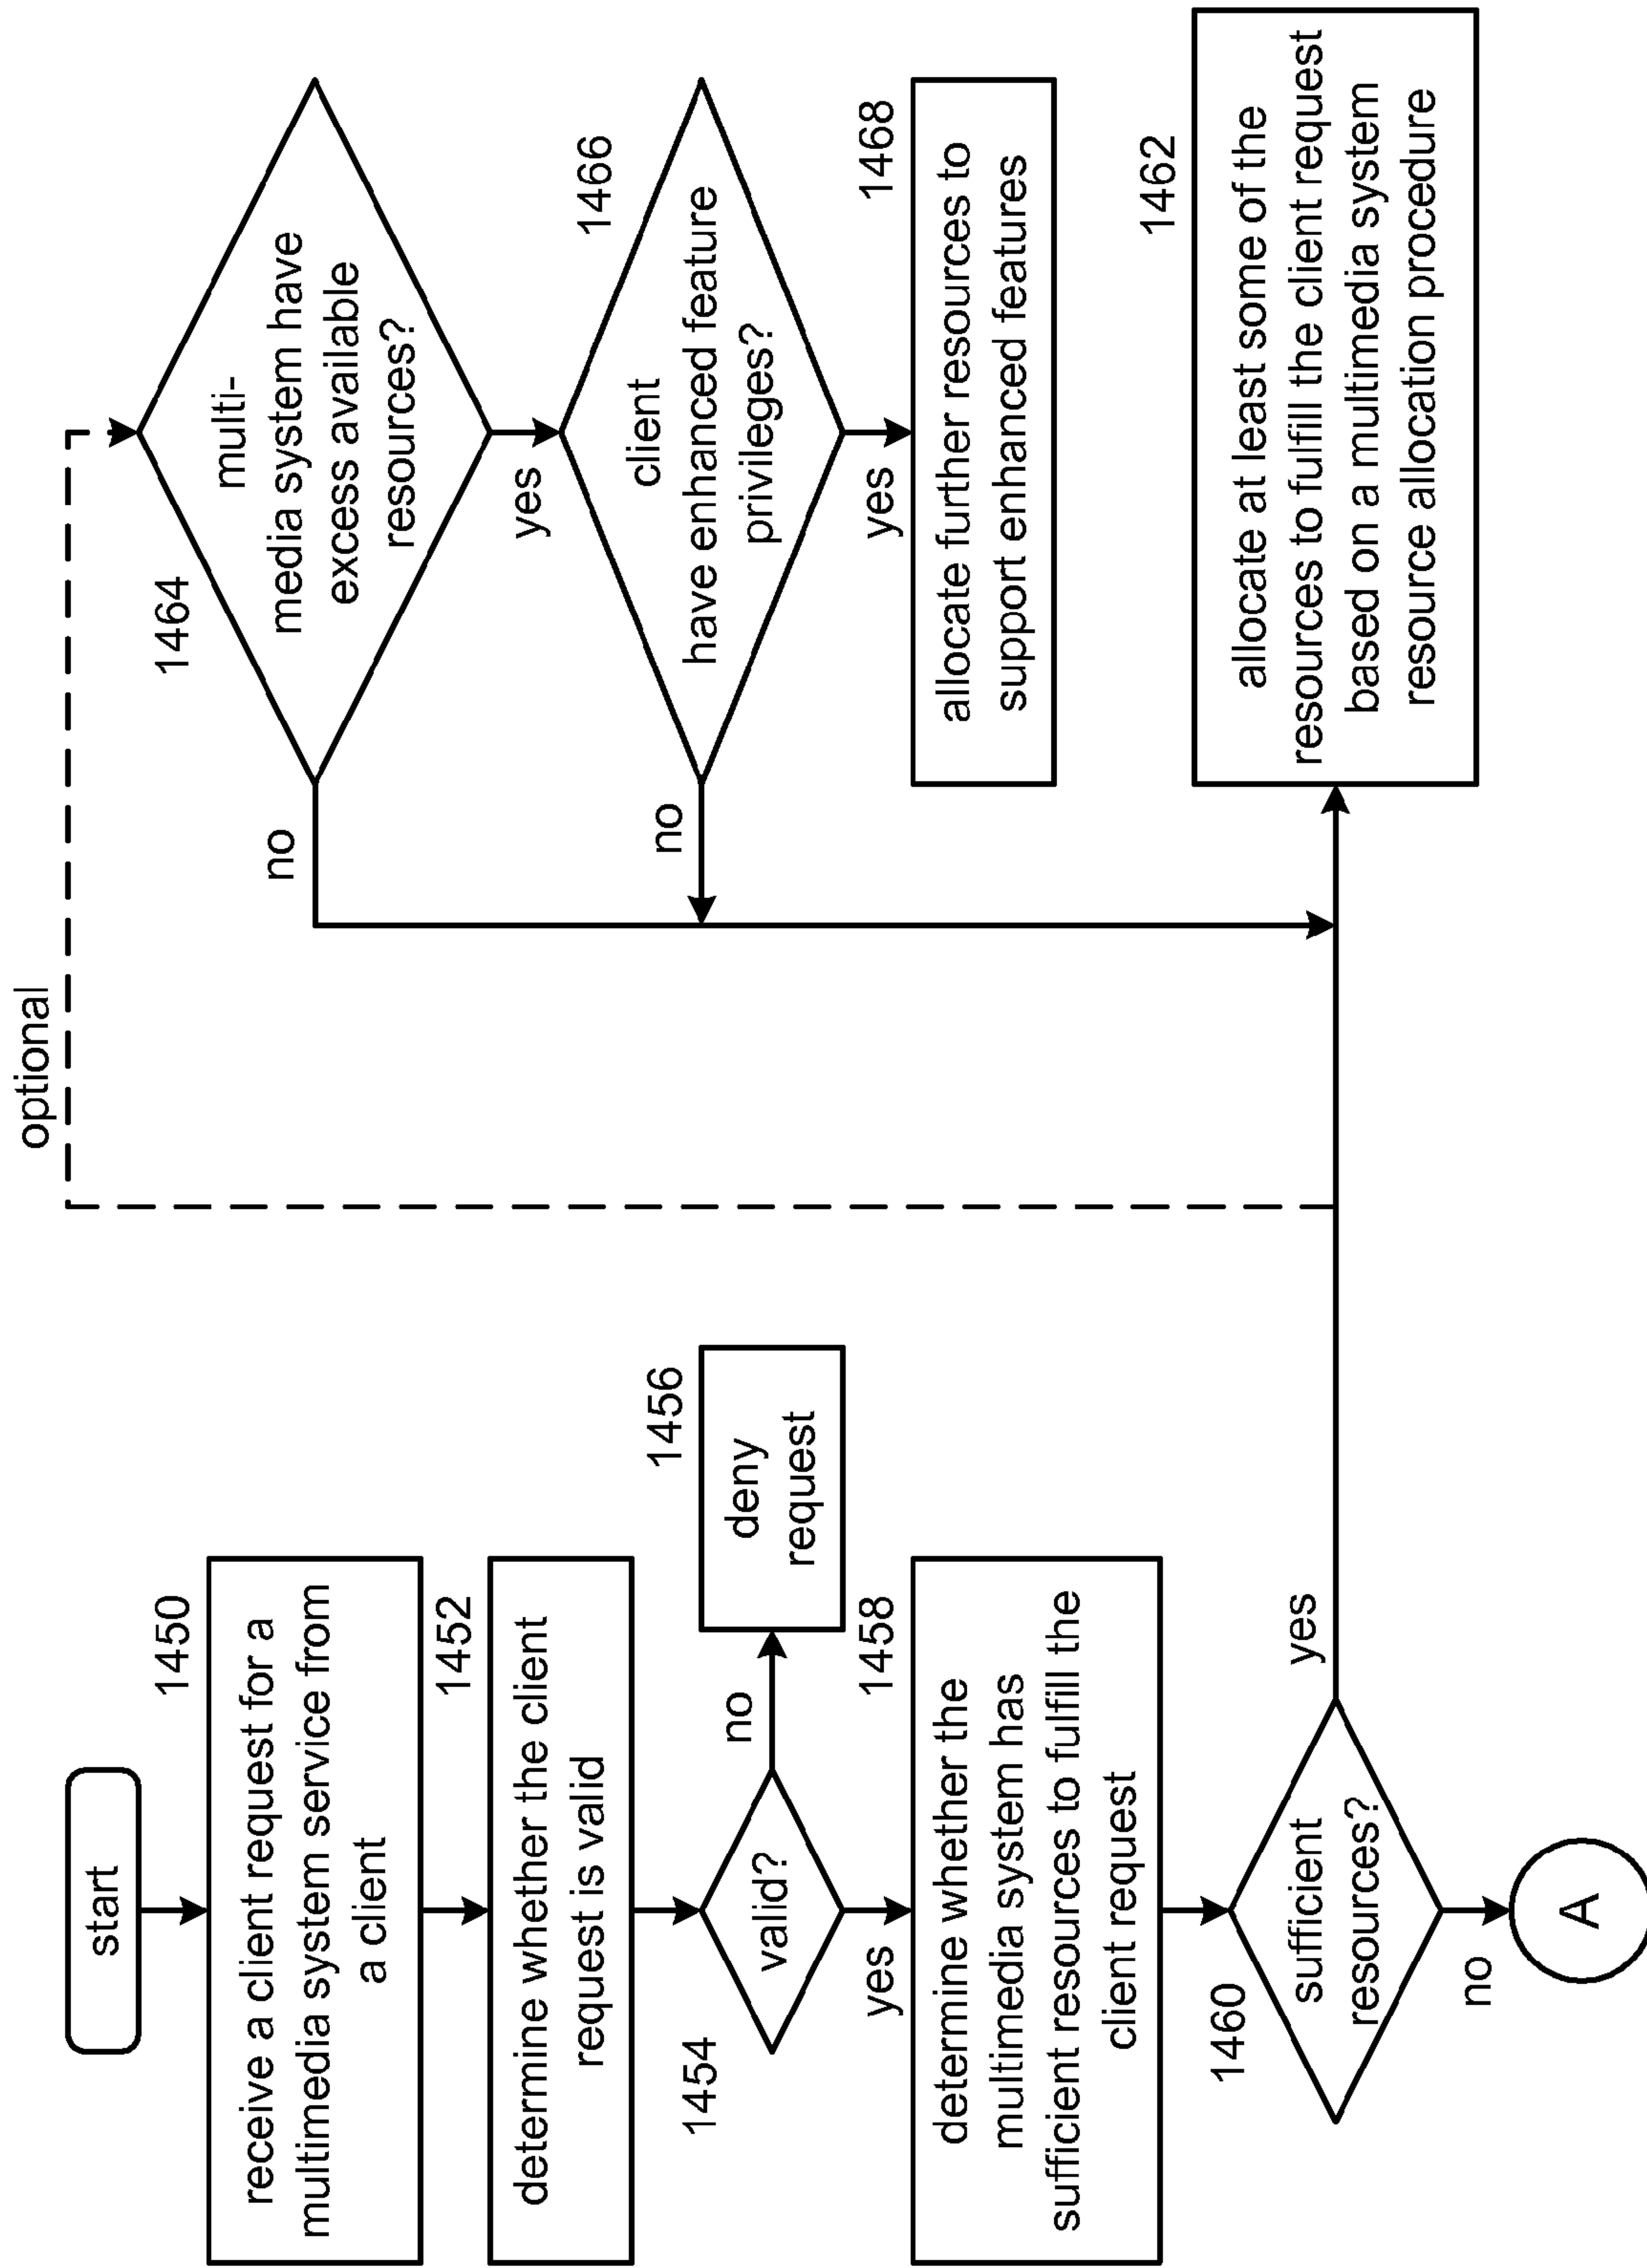 start
1450
receive a client request for a
multimedia system service from
a client
1452
determine whether the client
request is valid
1454
valid?
no
1456
deny
request
yes
1458
determine whether the
multimedia system has
sufficient resources to fulfill the
client request
1460
sufficient
resources?
yes
no
A
optional
1464
multi-
media system have
excess available
resources?
no
yes
1466
client
have enhanced feature
privileges?
no
yes
1468
allocate further resources to
support enhanced features
1462
allocate at least some of the
resources to fulfill the client request
based on a multimedia system
resource allocation procedure